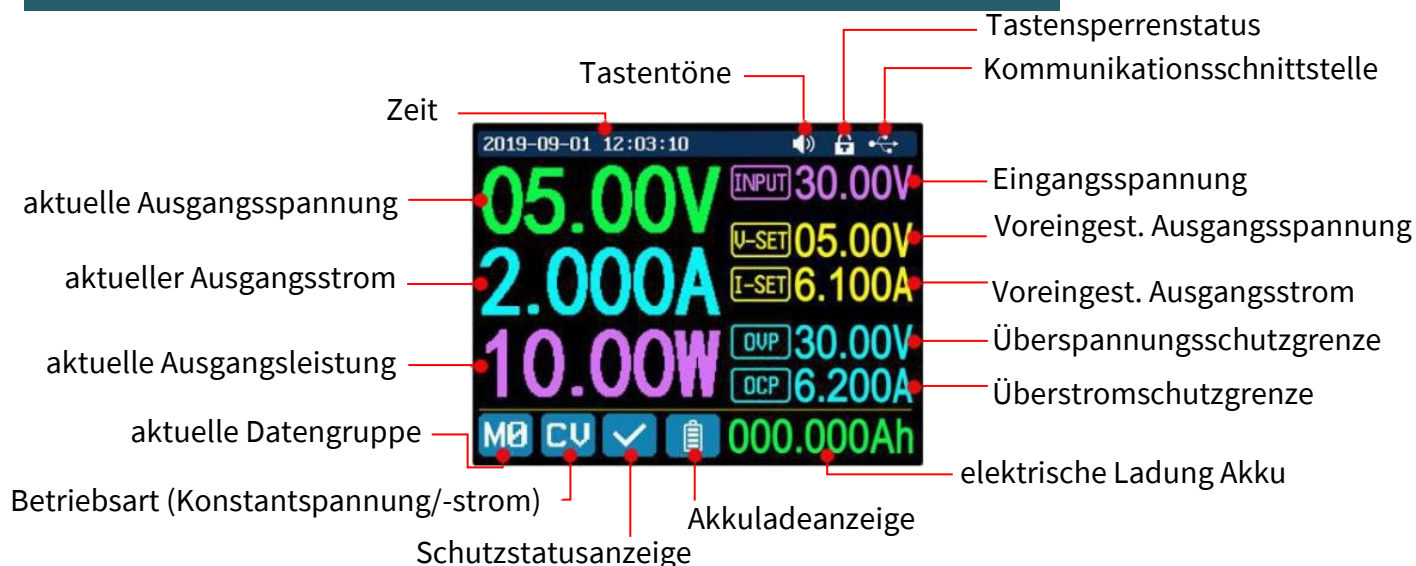 Tastensperrenstatus
Tastentöne
Kommunikationsschnittstelle
Zeit
2019-09-01 12:03:10
aktuelle Ausgangsspannung
05.00V
INPUT 30.00V
Eingangsspannung
V-SET 05.00V
Voreingest. Ausgangsspannung
aktueller Ausgangsstrom
2.000A
I-SET 6.100A
Voreingest. Ausgangsstrom
aktuelle Ausgangsleistung
10.00W
OVP 30.00V
Überspannungsschutzgrenze
OCP 6.200A
Überstromschutzgrenze
aktuelle Datengruppe
M0 CV 000.000Ah
elektrische Ladung Akku
Betriebsart (Konstantspannung/-strom)
Akkuladeanzeige
Schutzstatusanzeige